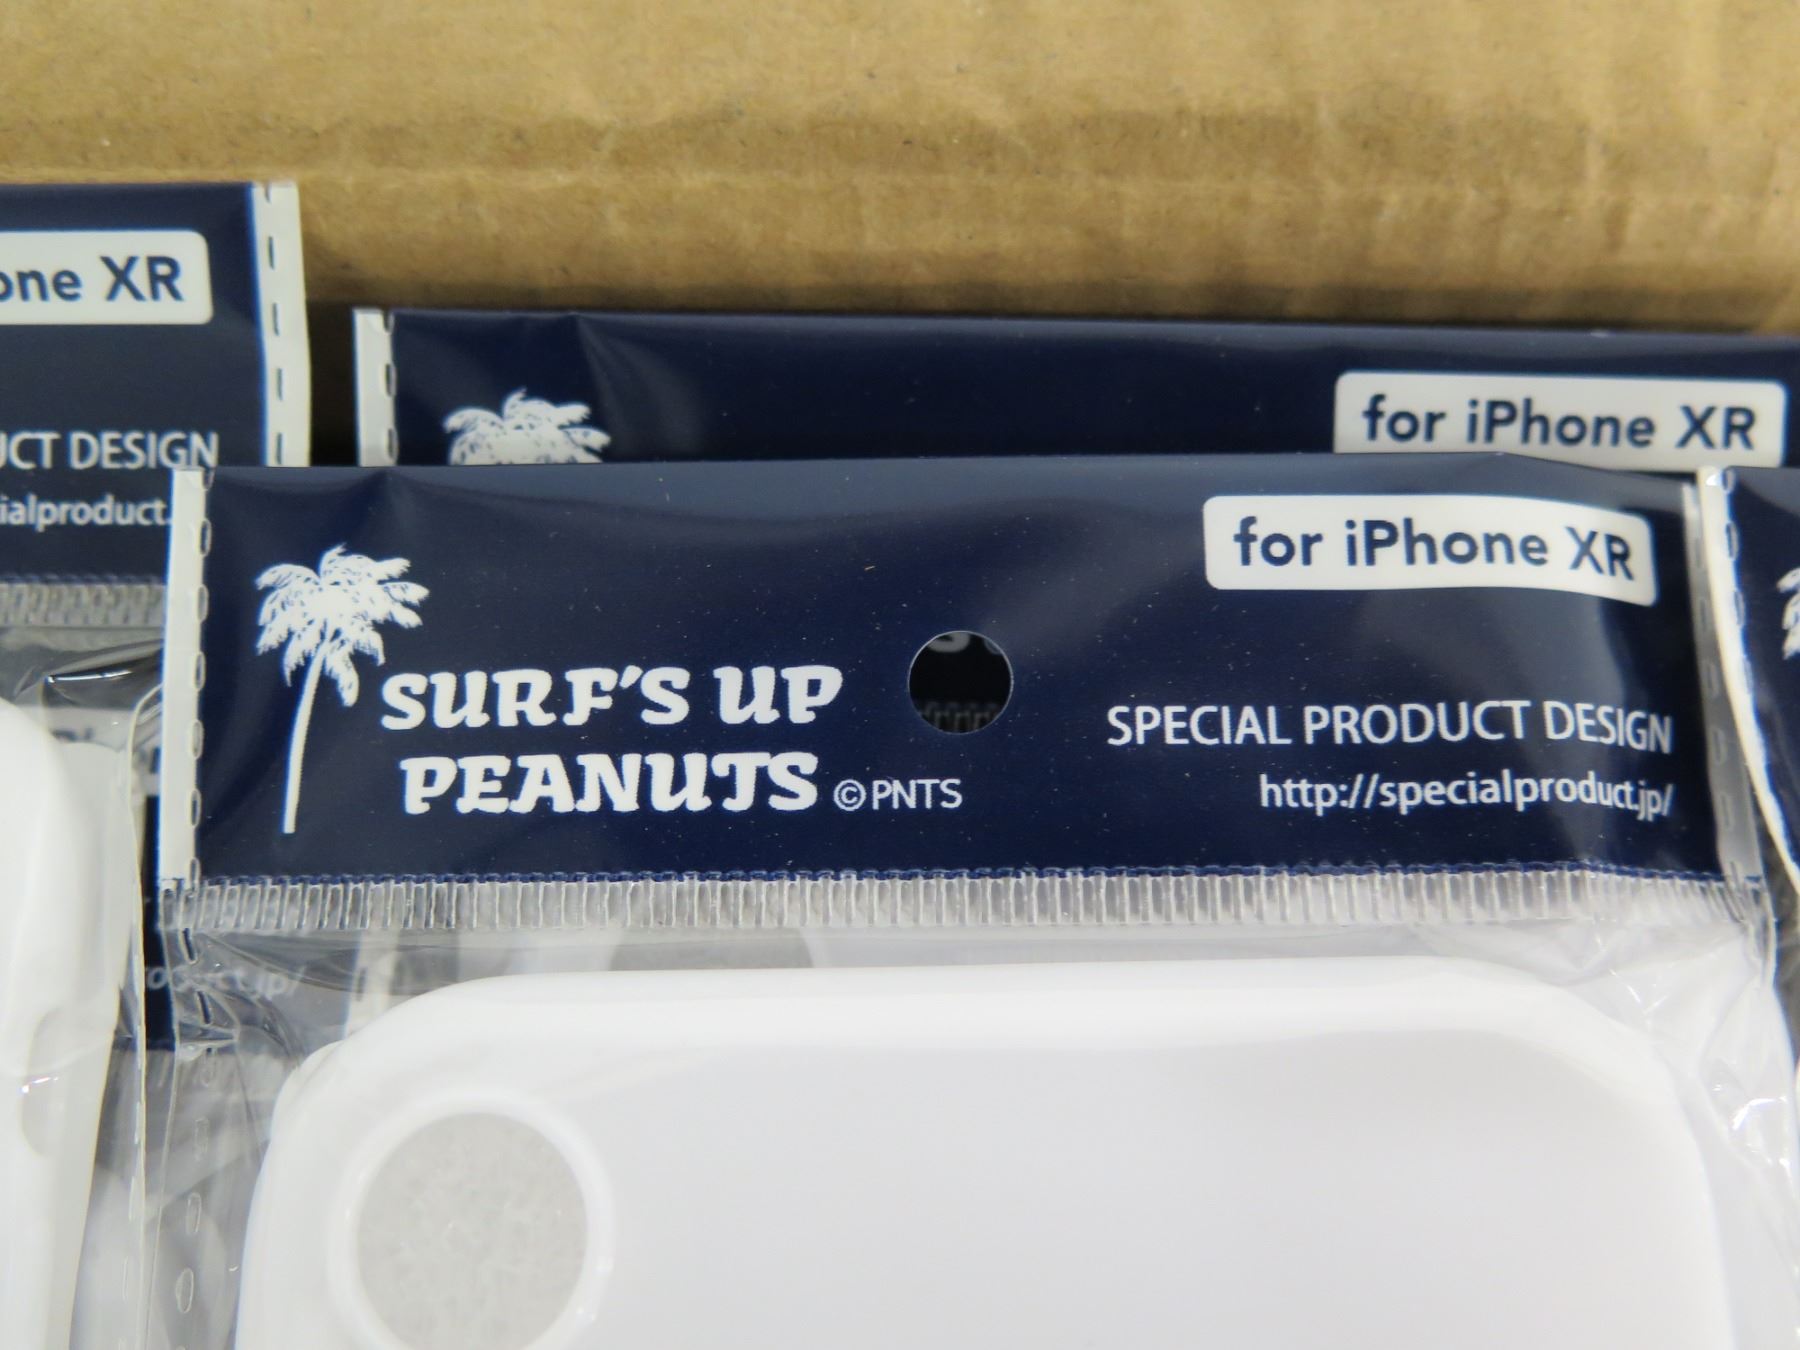 one XR
for iPhone XR
UCT DESIGN
ialproduct.
for iPhone XR
SURF'S UP
PEANUTS ©PNTS
SPECIAL PRODUCT DESIGN
http://specialproduct.jp/